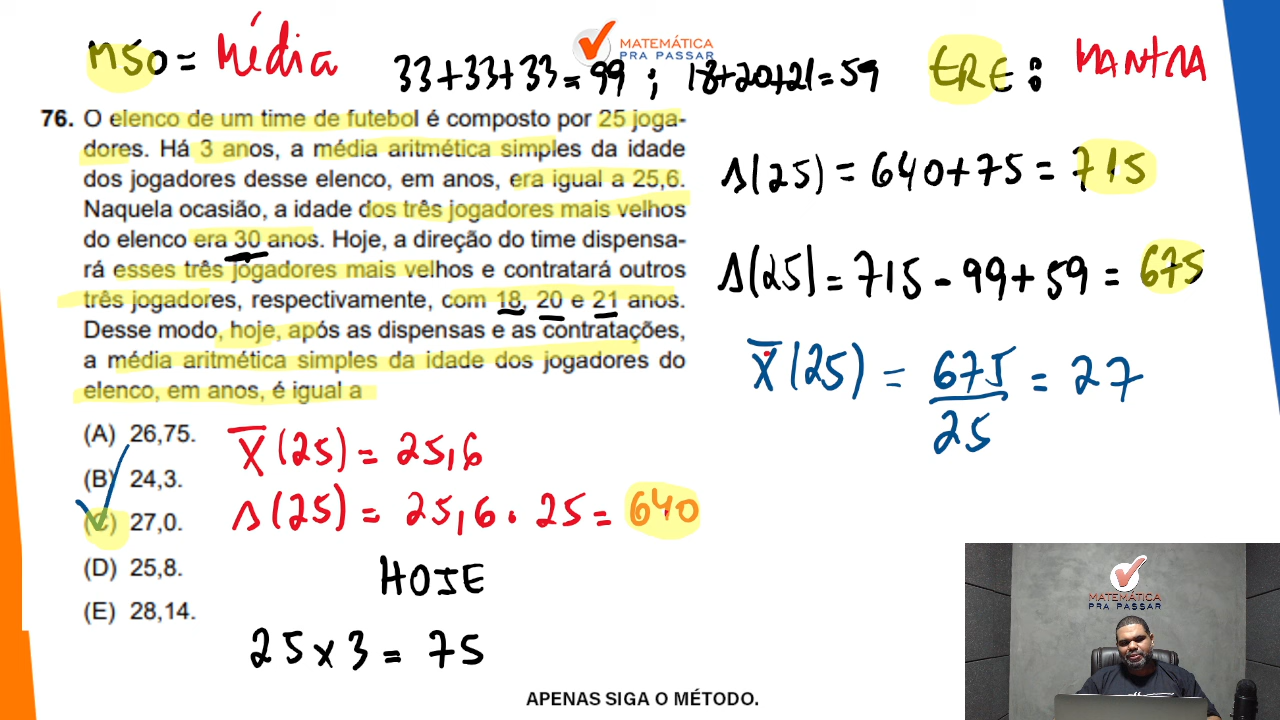 M50 = Média
MATEMÁTICA
PRA PASSAR
33+33+33=99 ; 18+20+21=59
ERE: MANTRA
76. O elenco de um time de futebol é composto por 25 joga-
dores. Há 3 anos, a média aritmética simples da idade
dos jogadores desse elenco, em anos, era igual a 25,6.
Naquela ocasião, a idade dos três jogadores mais velhos
do elenco era 30 anos. Hoje, a direção do time dispensa-
rá esses três jogadores mais velhos e contratará outros
três jogadores, respectivamente, com 18, 20 e 21 anos.
Desse modo, hoje, após as dispensas e as contratações,
a média aritmética simples da idade dos jogadores do
elenco, em anos, é igual a
(A) 26,75.
(B) 24,3.
(C) 27,0.
(D) 25,8.
(E) 28,14.
X̅(25) = 25,6
s(25) = 25,6 . 25 = 640
HOJE
25 x 3 = 75
s(25) = 640+75 = 715
s(25) = 715 - 99 + 59 = 675
X̅(25) = 675/25 = 27
MATEMÁTICA
PRA PASSAR
APENAS SIGA O MÉTODO.